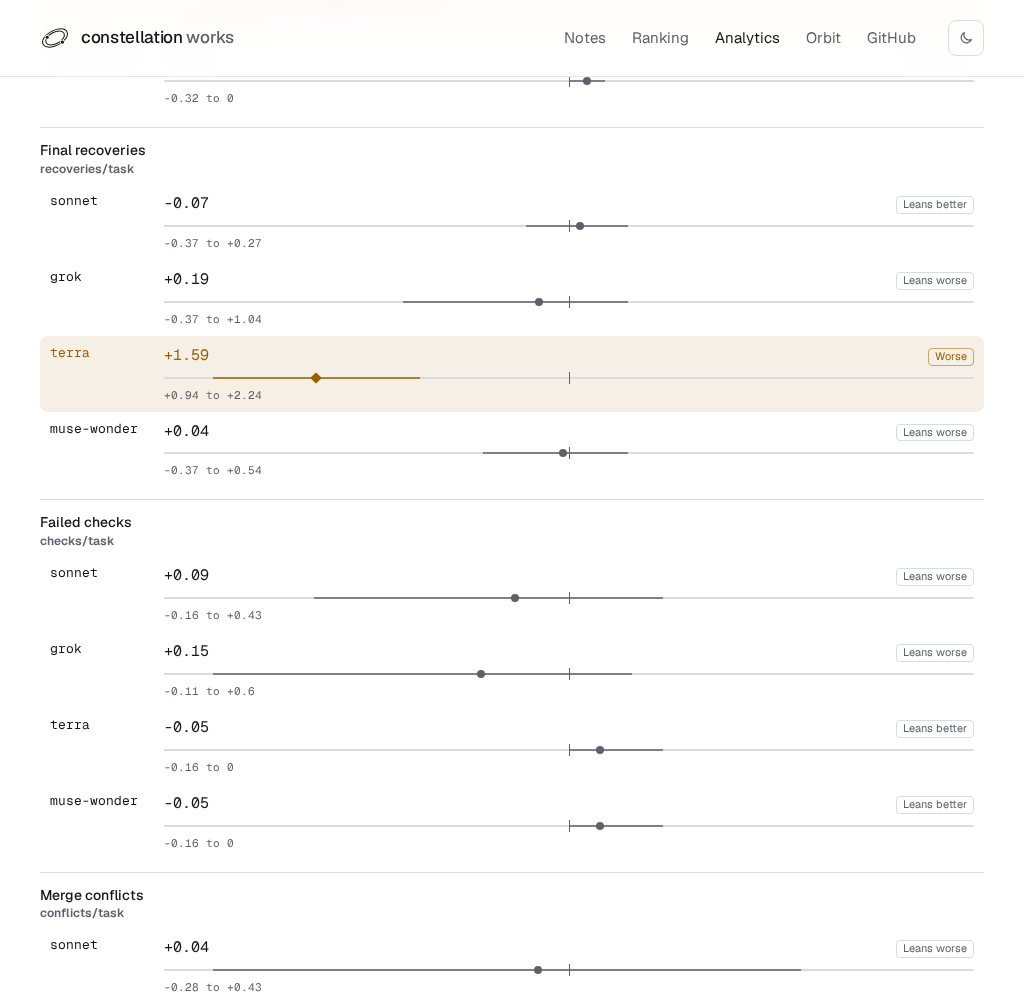 constellation works
Notes Ranking Analytics Orbit GitHub
-0.32 to 0
Final recoveries
recoveries/task
sonnet -0.07 Leans better
-0.37 to +0.27
grok +0.19 Leans worse
-0.37 to +1.04
terra +1.59 Worse
+0.94 to +2.24
muse-wonder +0.04 Leans worse
-0.37 to +0.54
Failed checks
checks/task
sonnet +0.09 Leans worse
-0.16 to +0.43
grok +0.15 Leans worse
-0.11 to +0.6
terra -0.05 Leans better
-0.16 to 0
muse-wonder -0.05 Leans better
-0.16 to 0
Merge conflicts
conflicts/task
sonnet +0.04 Leans worse
-0.28 to +0.43